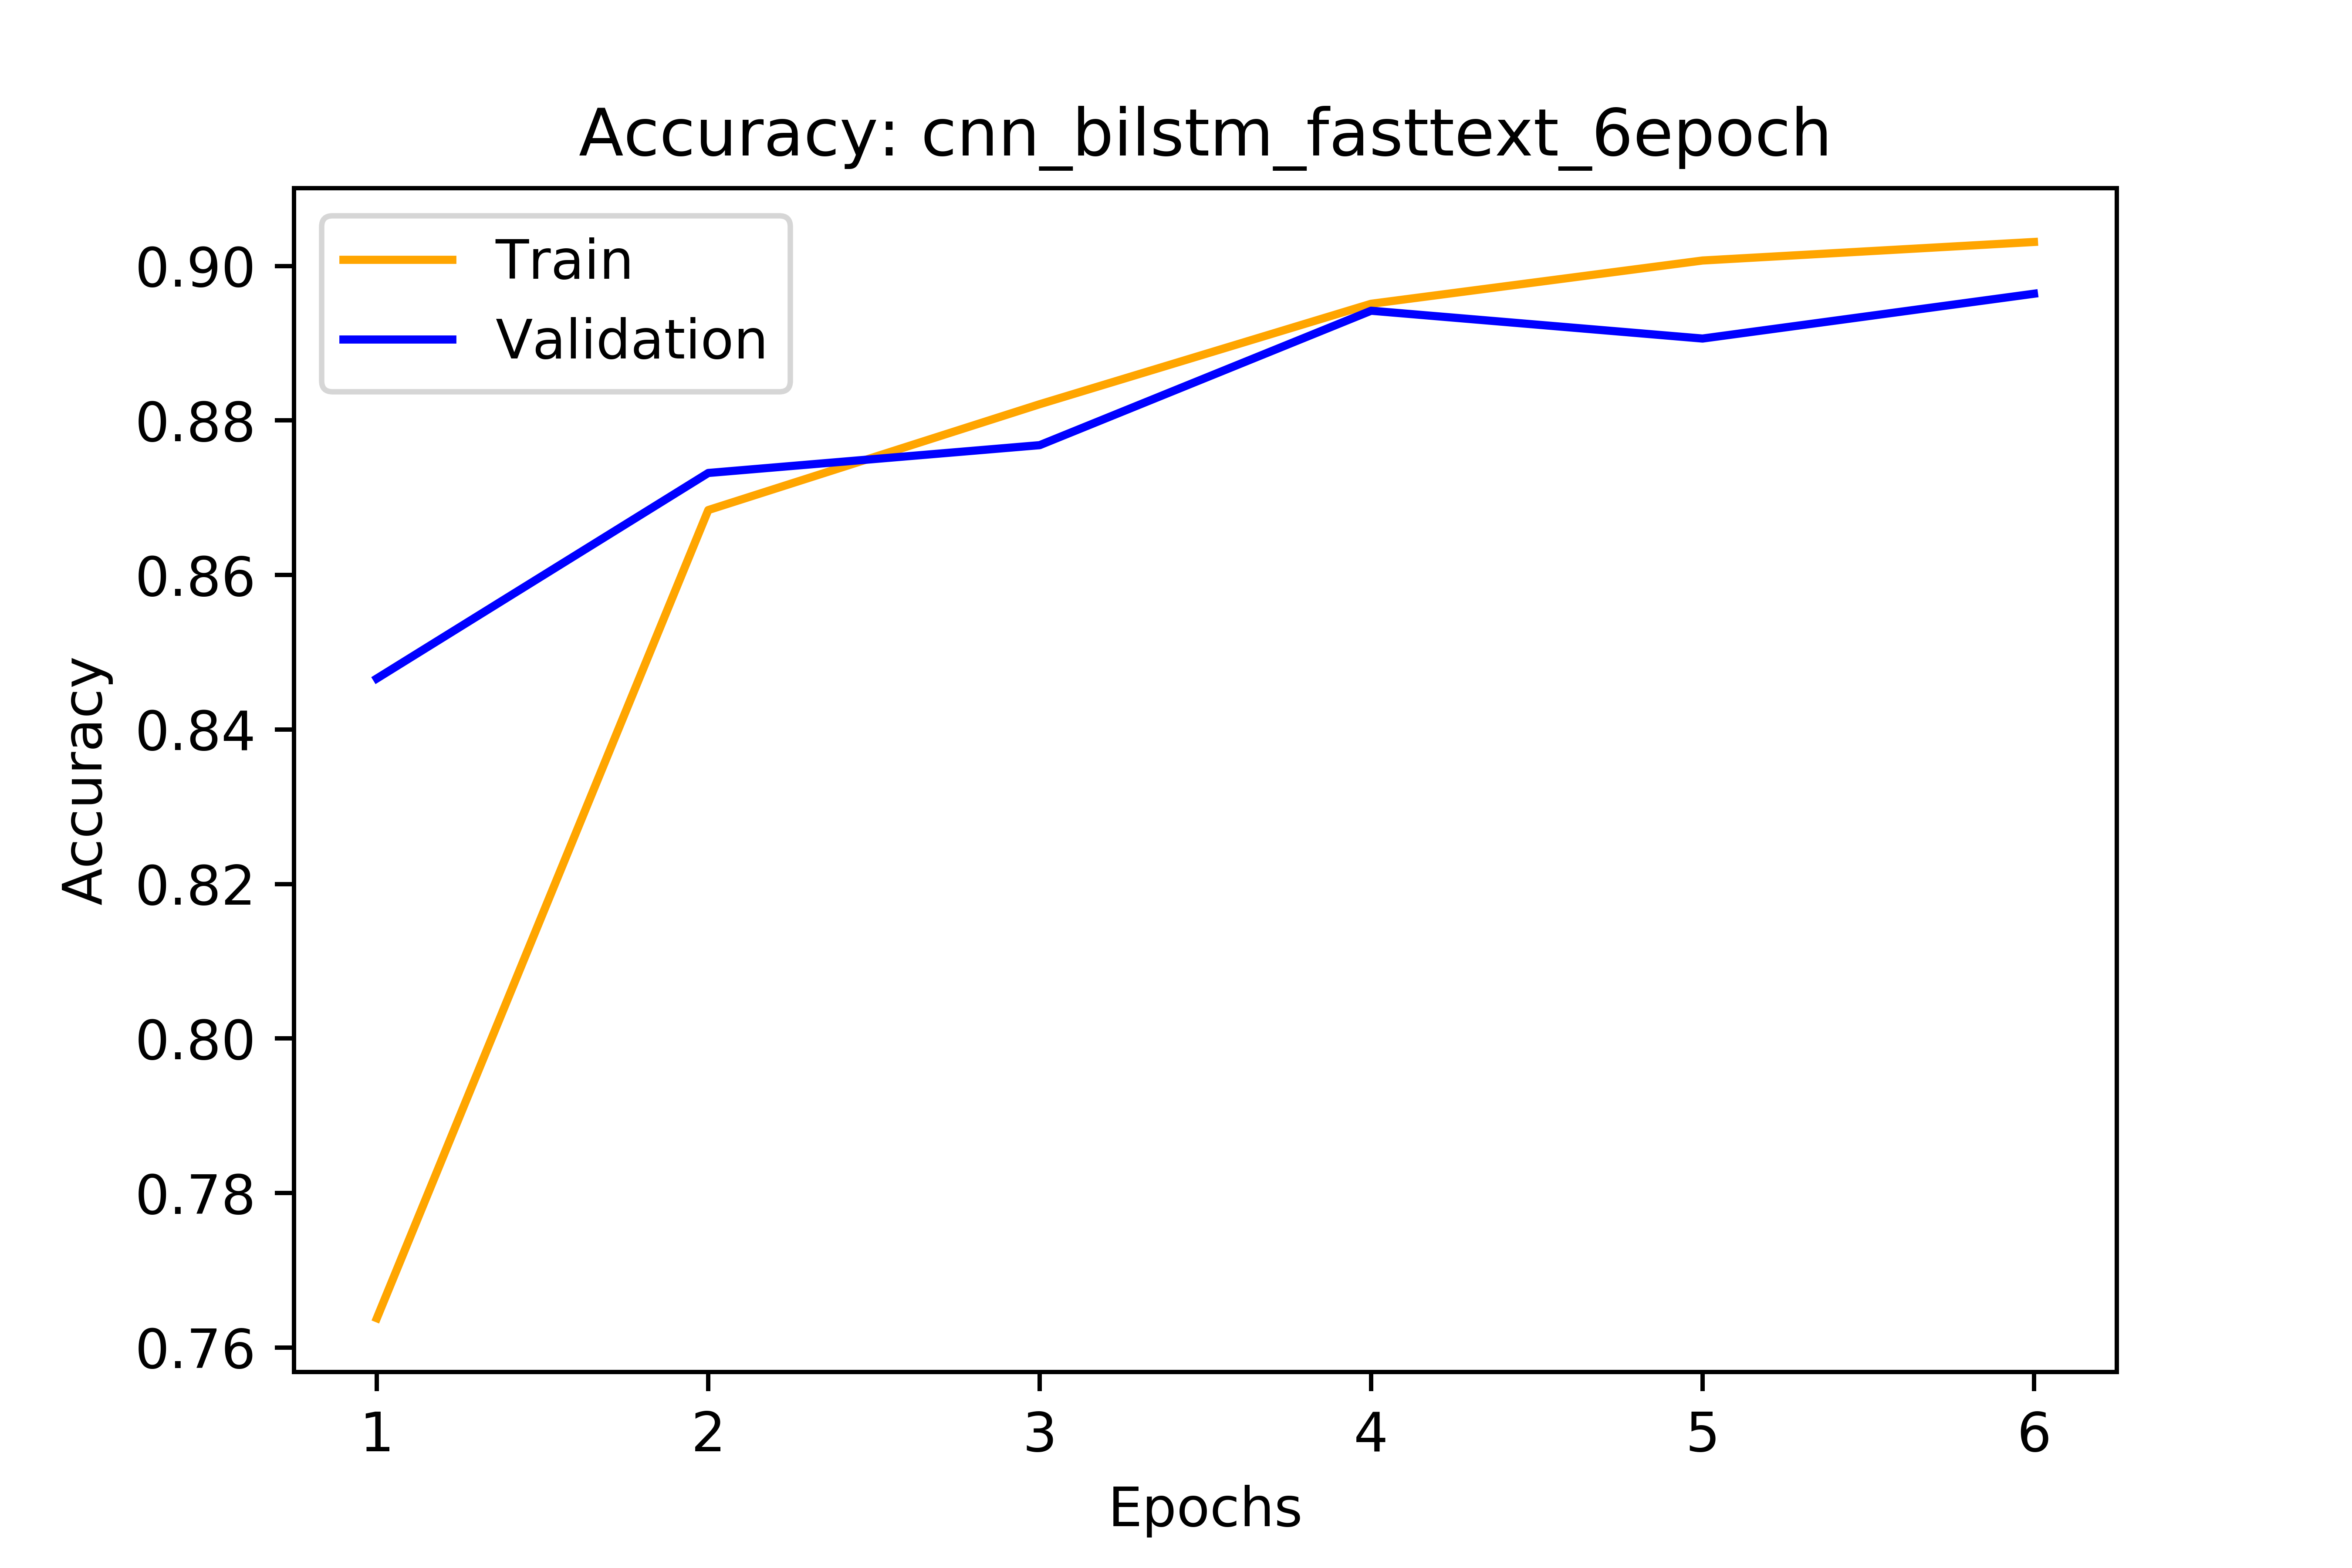 Accuracy: cnn_bilstm_fasttext_6epoch
Train
Validation
0.90
0.88
0.86
0.84
0.82
0.80
0.78
0.76
Accuracy
1 2 3 4 5 6
Epochs